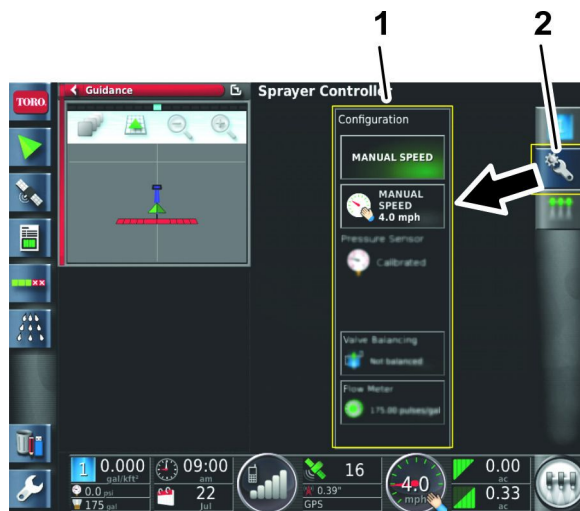 1
2
TORO.
Guidance
Sprayer Controller
Configuration
MANUAL SPEED
MANUAL
SPEED
4.0 mph
Pressure Sensor
Calibrated
Valve Balancing
Not balanced
Flow Meter
175.00 pulses/gal
1
0.000
gal/kft²
0.0 psi
175 gal
09:00
am
22
Jul
16
0.39"
GPS
4.0
mph
0.00
ac
0.33
ac